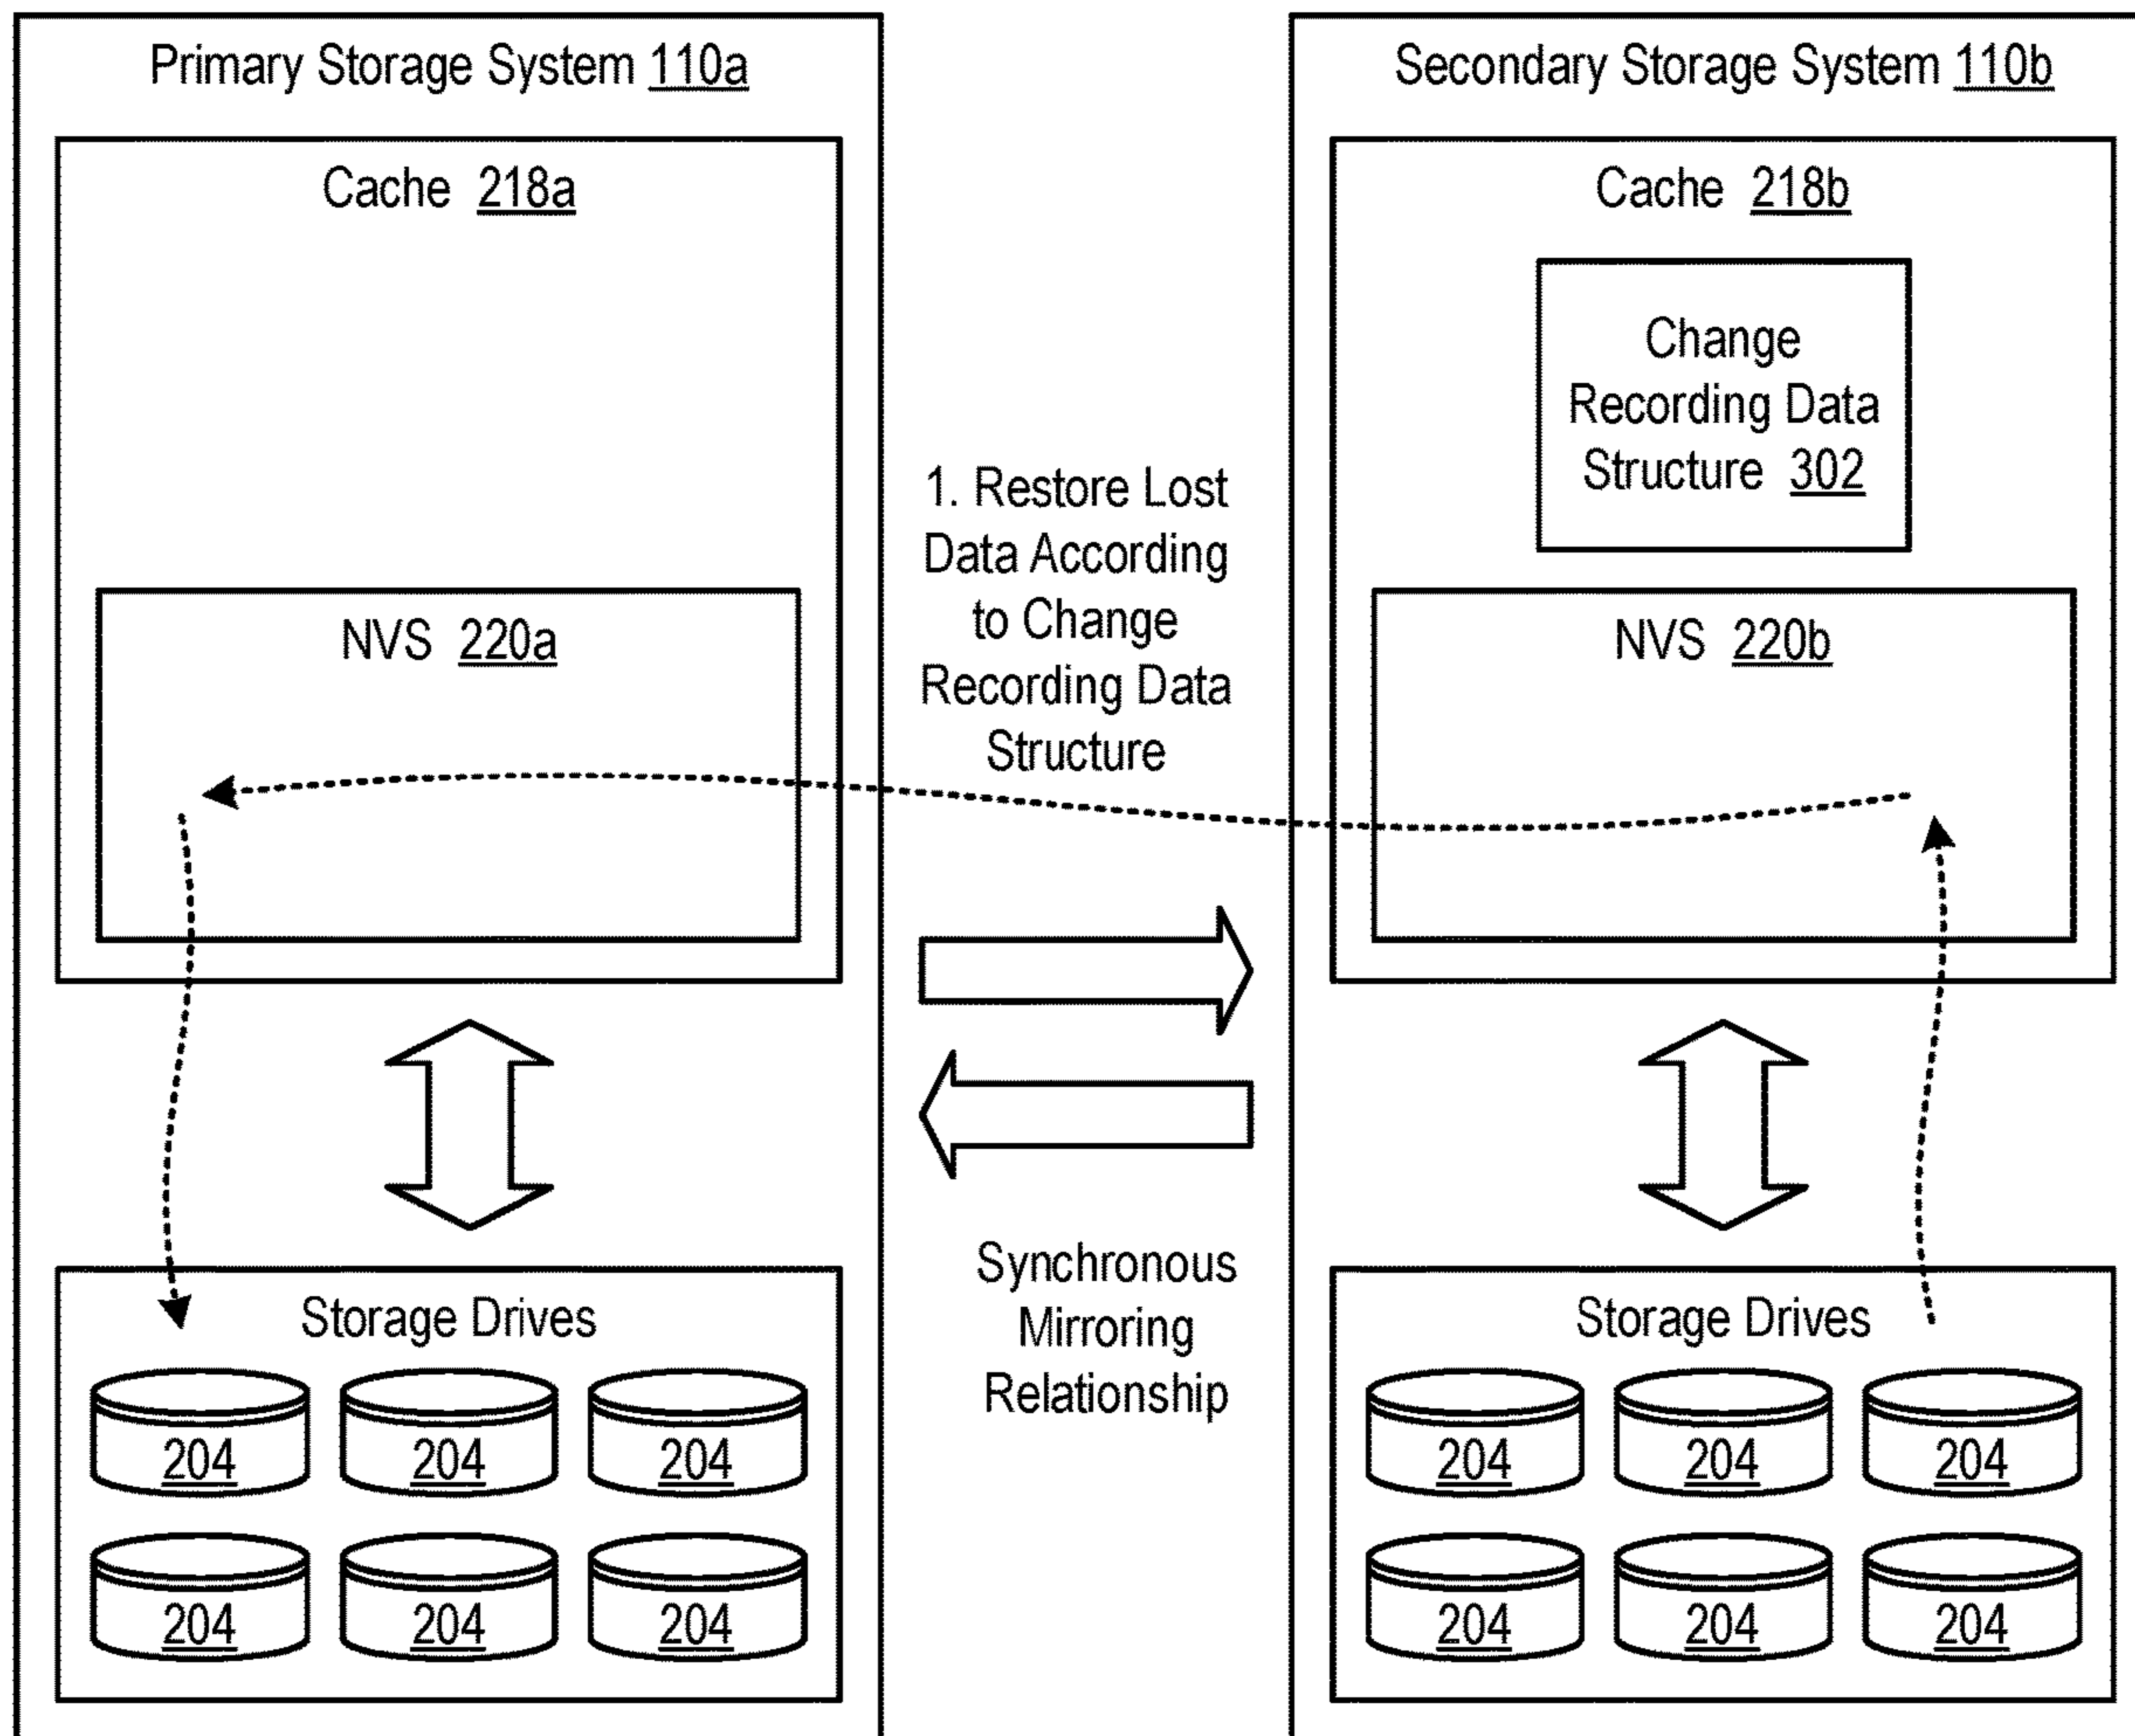 Primary Storage System 110a
Cache 218a
NVS 220a
Storage Drives
204 204 204
204 204 204
1. Restore Lost
Data According
to Change
Recording Data
Structure
Synchronous
Mirroring
Relationship
Secondary Storage System 110b
Cache 218b
Change
Recording Data
Structure 302
NVS 220b
Storage Drives
204 204 204
204 204 204